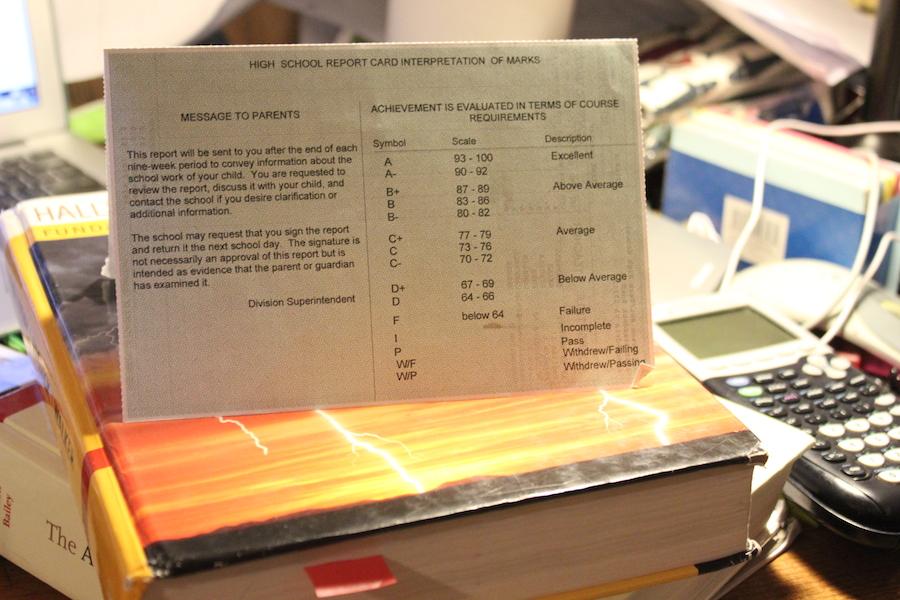 HIGH SCHOOL REPORT CARD INTERPRETATION OF MARKS
MESSAGE TO PARENTS
This report will be sent to you after the end of each
nine-week period to convey information about the
school work of your child. You are requested to
review the report, discuss it with your child, and
contact the school if you desire clarification or
additional information.
The school may request that you sign the report
and return it the next school day. The signature is
not necessarily an approval of this report but is
intended as evidence that the parent or guardian
has examined it.
Division Superintendent
ACHIEVEMENT IS EVALUATED IN TERMS OF COURSE
REQUIREMENTS
Symbol Scale Description
A 93 - 100 Excellent
A- 90 - 92
B+ 87 - 89 Above Average
B 83 - 86
B- 80 - 82
C+ 77 - 79 Average
C 73 - 76
C- 70 - 72
D+ 67 - 69 Below Average
D 64 - 66
F below 64 Failure
I Incomplete
P Pass
W/F Withdrew/Failing
W/P Withdrew/Passing
HALL
FUND
Bailey
The A